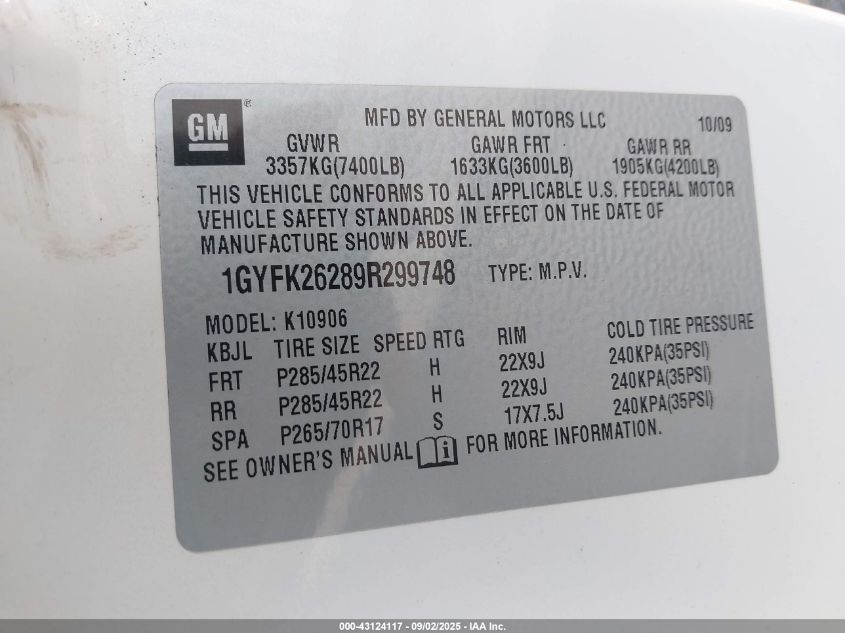 GM ®
MFD BY GENERAL MOTORS LLC 10/09
GVWR GAWR FRT GAWR RR
3357KG(7400LB) 1633KG(3600LB) 1905KG(4200LB)
THIS VEHICLE CONFORMS TO ALL APPLICABLE U.S. FEDERAL MOTOR
VEHICLE SAFETY STANDARDS IN EFFECT ON THE DATE OF
MANUFACTURE SHOWN ABOVE.
1GYFK26289R299748 TYPE: M.P.V.
MODEL: K10906
KBJL TIRE SIZE SPEED RTG RIM COLD TIRE PRESSURE
FRT P285/45R22 H 22X9J 240KPA(35PSI)
RR P285/45R22 H 22X9J 240KPA(35PSI)
SPA P265/70R17 S 17X7.5J 240KPA(35PSI)
SEE OWNER'S MANUAL i FOR MORE INFORMATION.
000-43124117 - 09/02/2025 - IAA Inc.